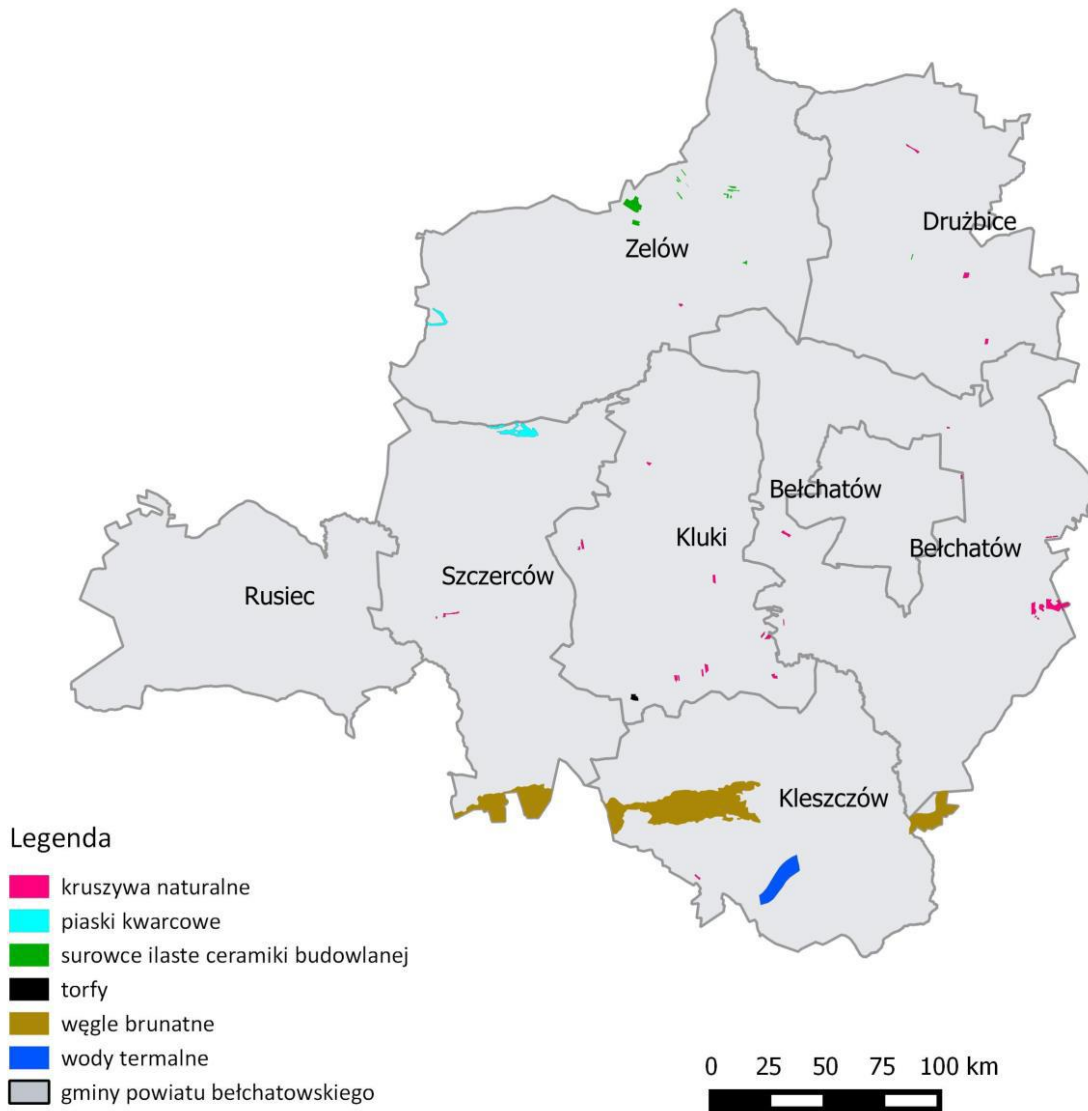 Drużbice
Zelów
Bełchatów
Kluki
Bełchatów
Szczerców
Rusiec
Kleszczów
Legenda
kruszywa naturalne
piaski kwarcowe
surowce ilaste ceramiki budowlanej
torfy
węgle brunatne
wody termalne
gminy powiatu bełchatowskiego
0 25 50 75 100 km